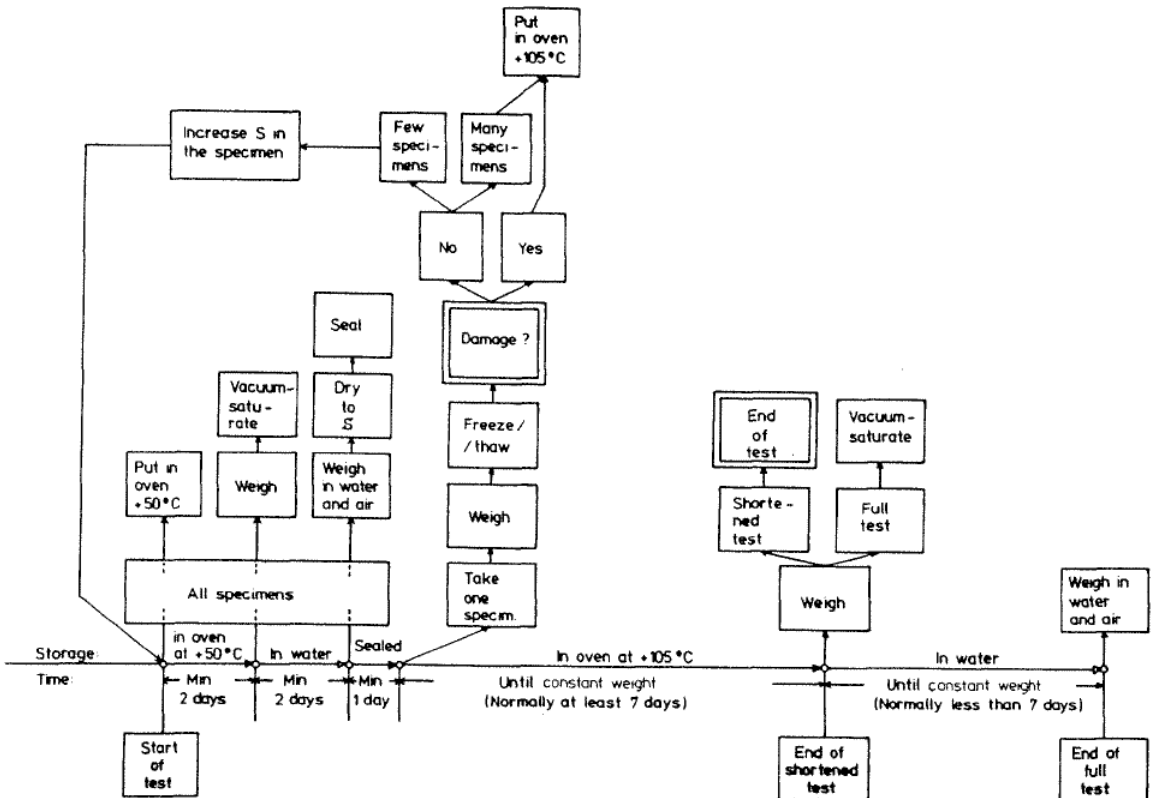 Put
in oven
+105°C
Increase S in
the specimen
Few
speci-
mens
Many
speci-
mens
No
Yes
Damage ?
Seal
Vacuum-
satu-
rate
Dry
to
S
Freeze/
/thaw
End
of
test
Vacuum-
saturate
Put in
oven
+50°C
Weigh
Weigh
in water
and air
Weigh
Shorte-
ned
test
Full
test
All specimens
Take
one
specim.
Weigh
Weigh in
water
and air
Storage:
in oven
at +50°C
In water
Sealed
In oven at +105°C
In water
Time:
Min
2 days
Min
2 days
Min
1 day
Until constant weight
(Normally at least 7 days)
Until constant weight
(Normally less than 7 days)
Start
of
test
End of
shortened
test
End of
full
test